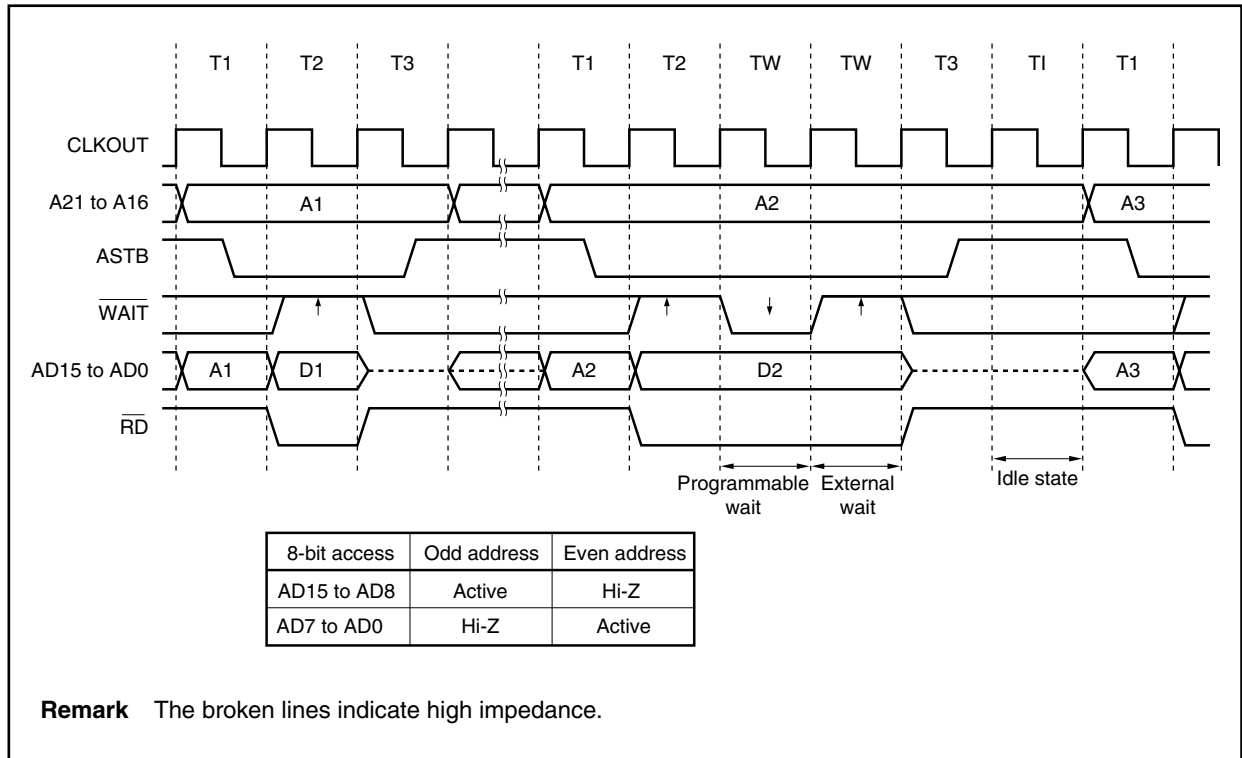 T1 T2 T3 T1 T2 TW TW T3 TI T1
CLKOUT
A21 to A16 A1 A2 A3
ASTB
WAIT
AD15 to AD0 A1 D1 A2 D2 A3
RD
Programmable wait
External wait
Idle state
8-bit access Odd address Even address
AD15 to AD8 Active Hi-Z
AD7 to AD0 Hi-Z Active
Remark The broken lines indicate high impedance.